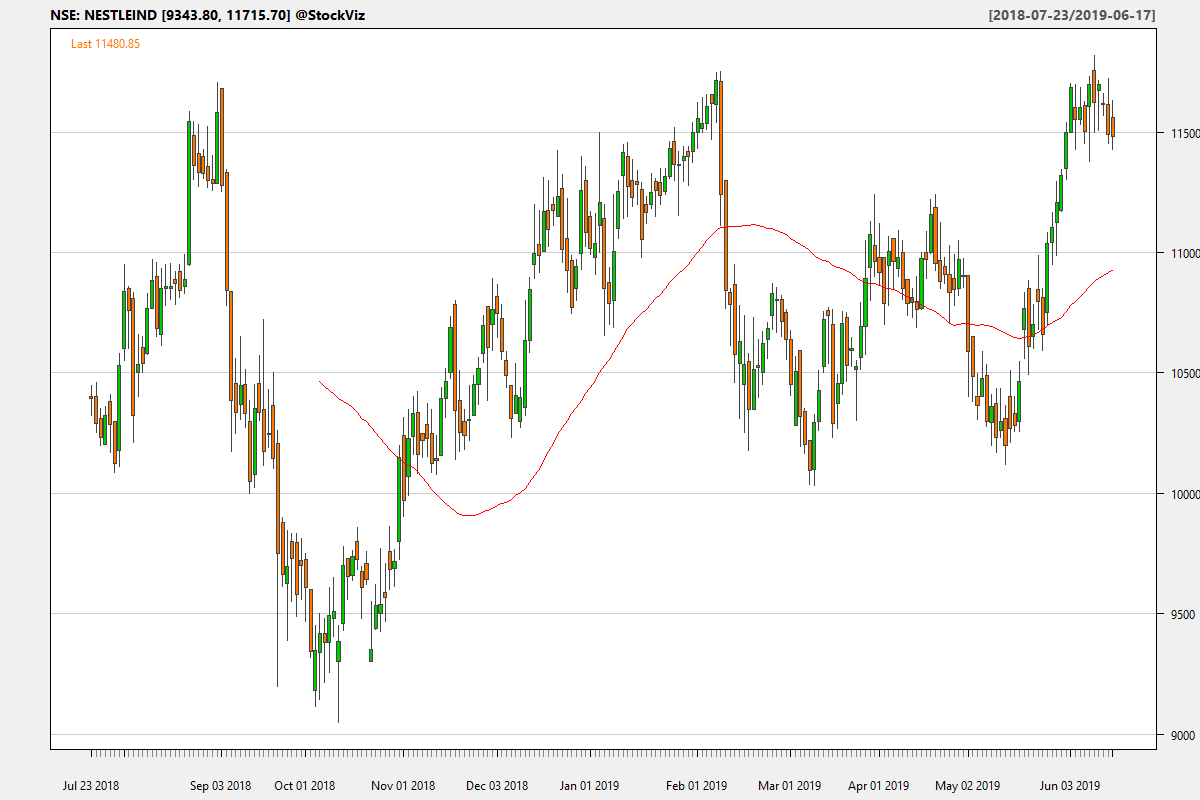 NSE: NESTLEIND [9343.80, 11715.70] @StockViz
[2018-07-23/2019-06-17]
Last 11480.85
11500
11000
10500
10000
9500
9000
Jul 23 2018
Sep 03 2018
Oct 01 2018
Nov 01 2018
Dec 03 2018
Jan 01 2019
Feb 01 2019
Mar 01 2019
Apr 01 2019
May 02 2019
Jun 03 2019